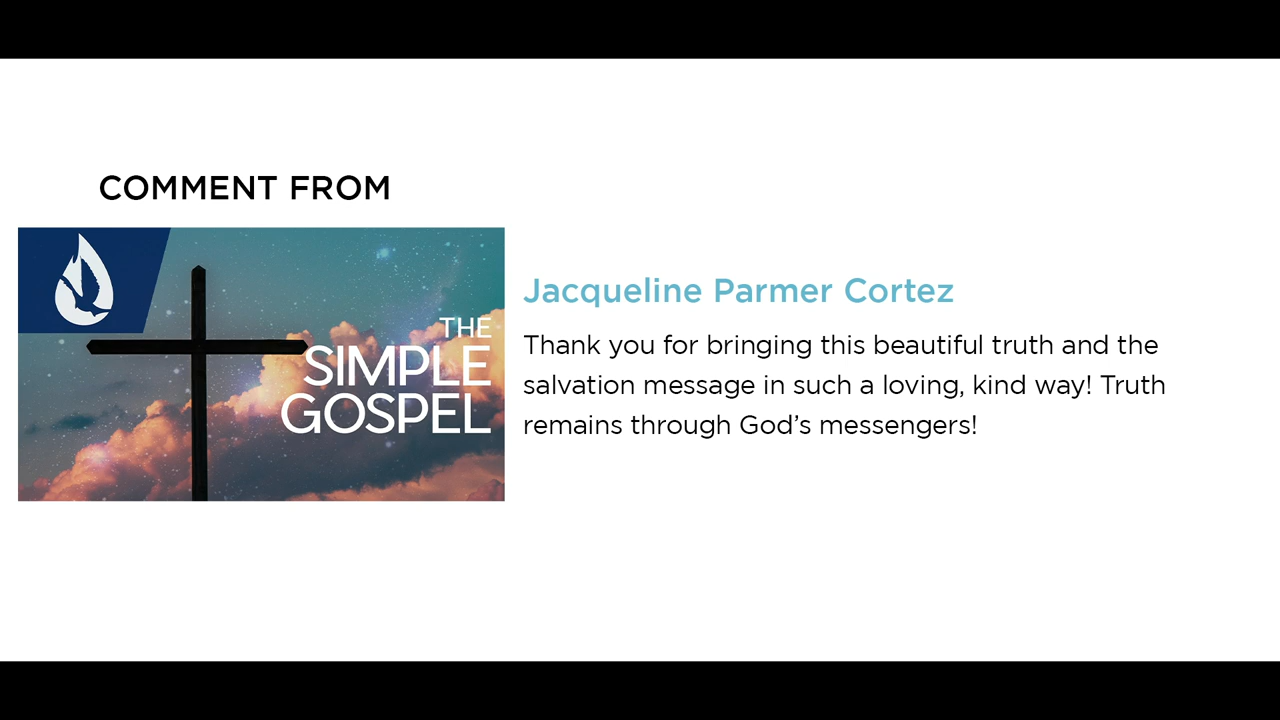 COMMENT FROM
THE
SIMPLE
GOSPEL
Jacqueline Parmer Cortez
Thank you for bringing this beautiful truth and the
salvation message in such a loving, kind way! Truth
remains through God’s messengers!